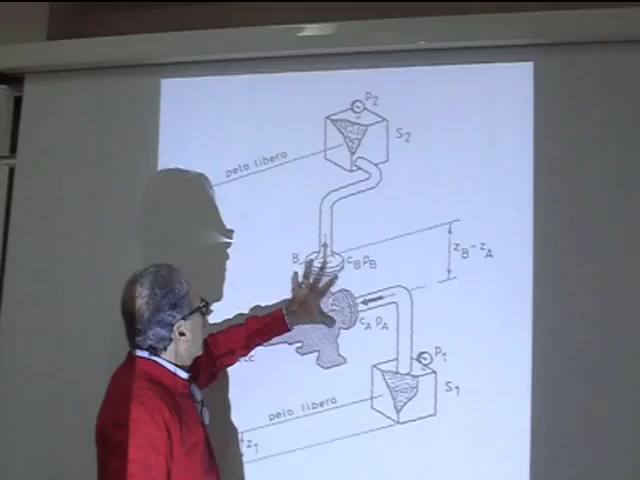 P2
S2
pelo libero
B
cB PB
zB-zA
cA PA
P1
S1
pelo libero
z1